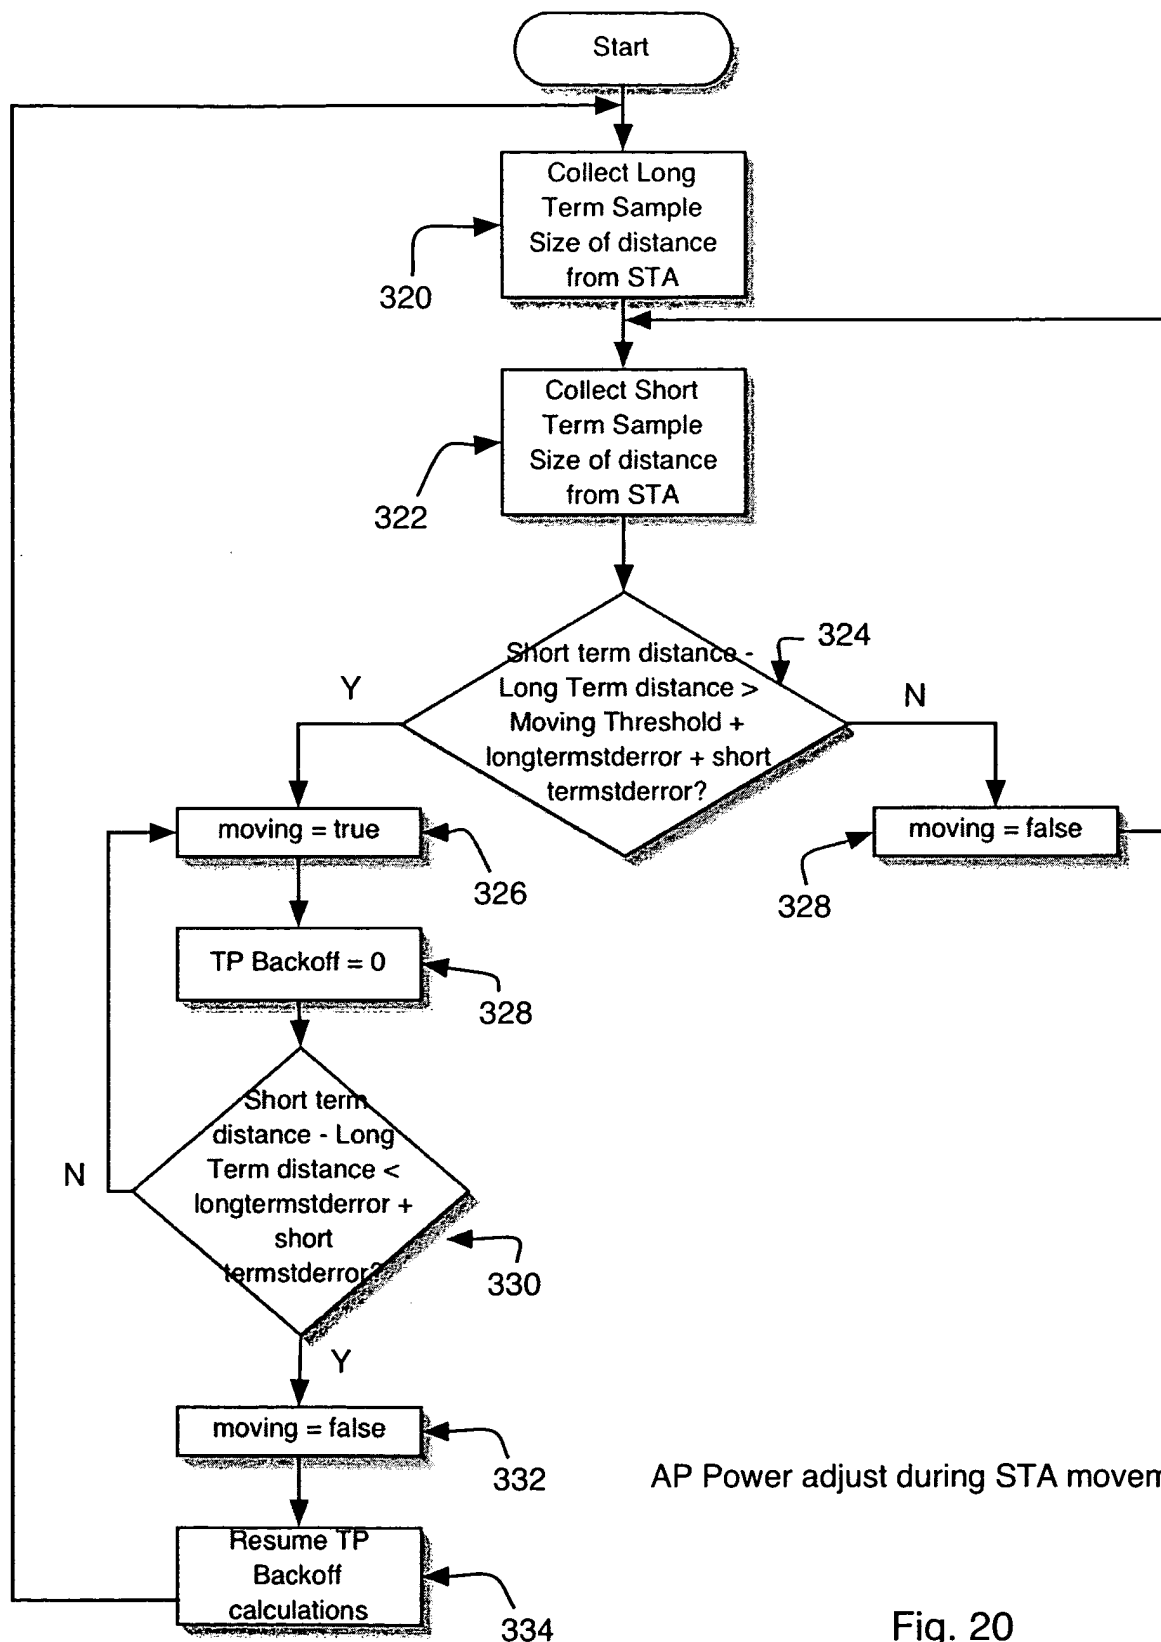 Start
Collect Long
Term Sample
Size of distance
from STA
320
Collect Short
Term Sample
Size of distance
from STA
322
Short term distance -
Long Term distance >
Moving Threshold +
longtermstderror + short
termstderror?
324
Y
N
moving = true
326
moving = false
328
TP Backoff = 0
328
Short term
distance - Long
Term distance <
longtermstderror +
short
termstderror?
330
N
Y
moving = false
332
AP Power adjust during STA movem
Resume TP
Backoff
calculations
334
Fig. 20